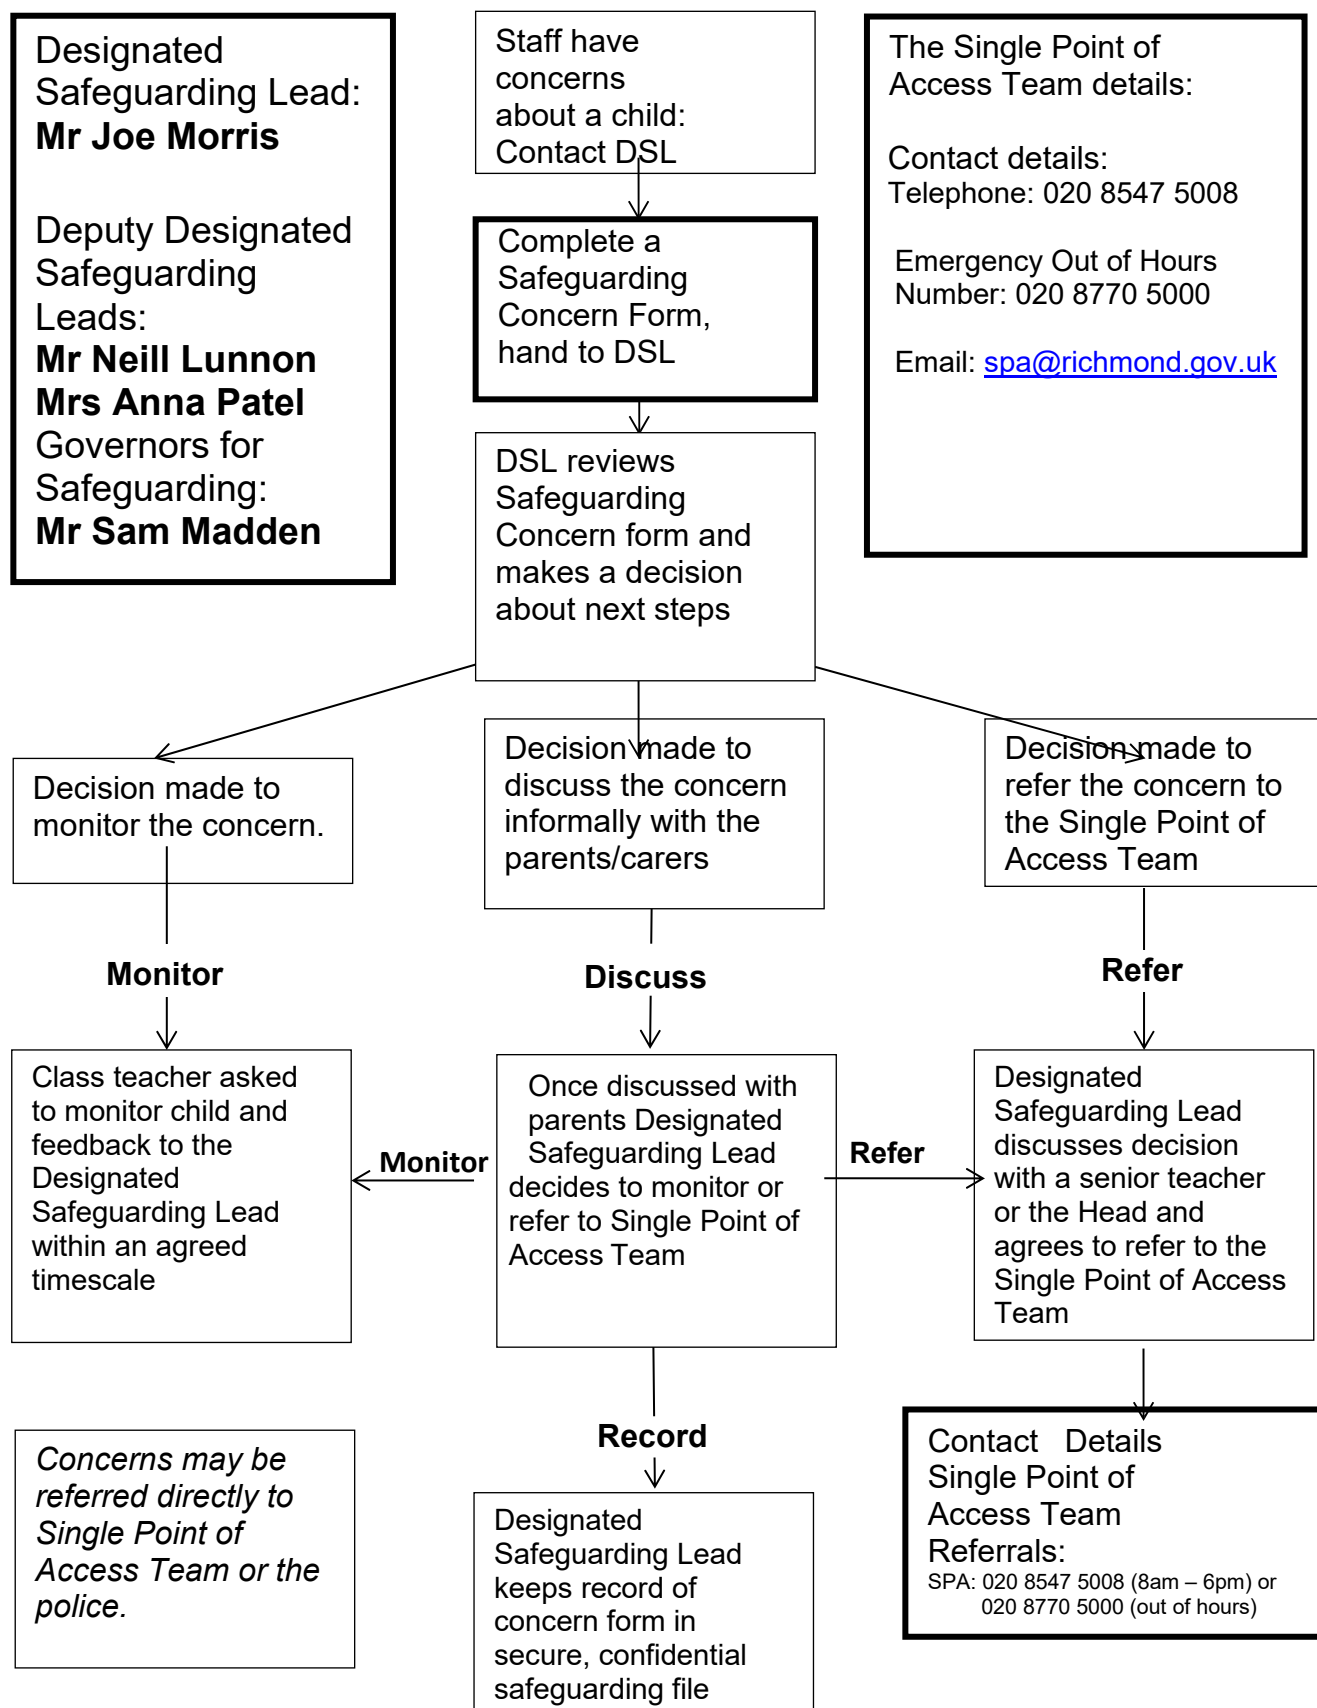 Designated
Safeguarding Lead:
Mr Joe Morris
Deputy Designated
Safeguarding
Leads:
Mr Neill Lunnon
Mrs Anna Patel
Governors for
Safeguarding:
Mr Sam Madden
Staff have
concerns
about a child:
Contact DSL
The Single Point of
Access Team details:
Contact details:
Telephone: 020 8547 5008
Emergency Out of Hours
Number: 020 8770 5000
Email: spa@richmond.gov.uk
Complete a
Safeguarding
Concern Form,
hand to DSL
DSL reviews
Safeguarding
Concern form and
makes a decision
about next steps
Decision made to
monitor the concern.
Decision made to
discuss the concern
informally with the
parents/carers
Decision made to
refer the concern to
the Single Point of
Access Team
Monitor
Discuss
Refer
Class teacher asked
to monitor child and
feedback to the
Designated
Safeguarding Lead
within an agreed
timescale
Monitor
Once discussed with
parents Designated
Safeguarding Lead
decides to monitor or
refer to Single Point of
Access Team
Refer
Designated
Safeguarding Lead
discusses decision
with a senior teacher
or the Head and
agrees to refer to the
Single Point of Access
Team
Concerns may be
referred directly to
Single Point of
Access Team or the
police.
Record
Designated
Safeguarding Lead
keeps record of
concern form in
secure, confidential
safeguarding file
Contact Details
Single Point of
Access Team
Referrals:
SPA: 020 8547 5008 (8am – 6pm) or
020 8770 5000 (out of hours)